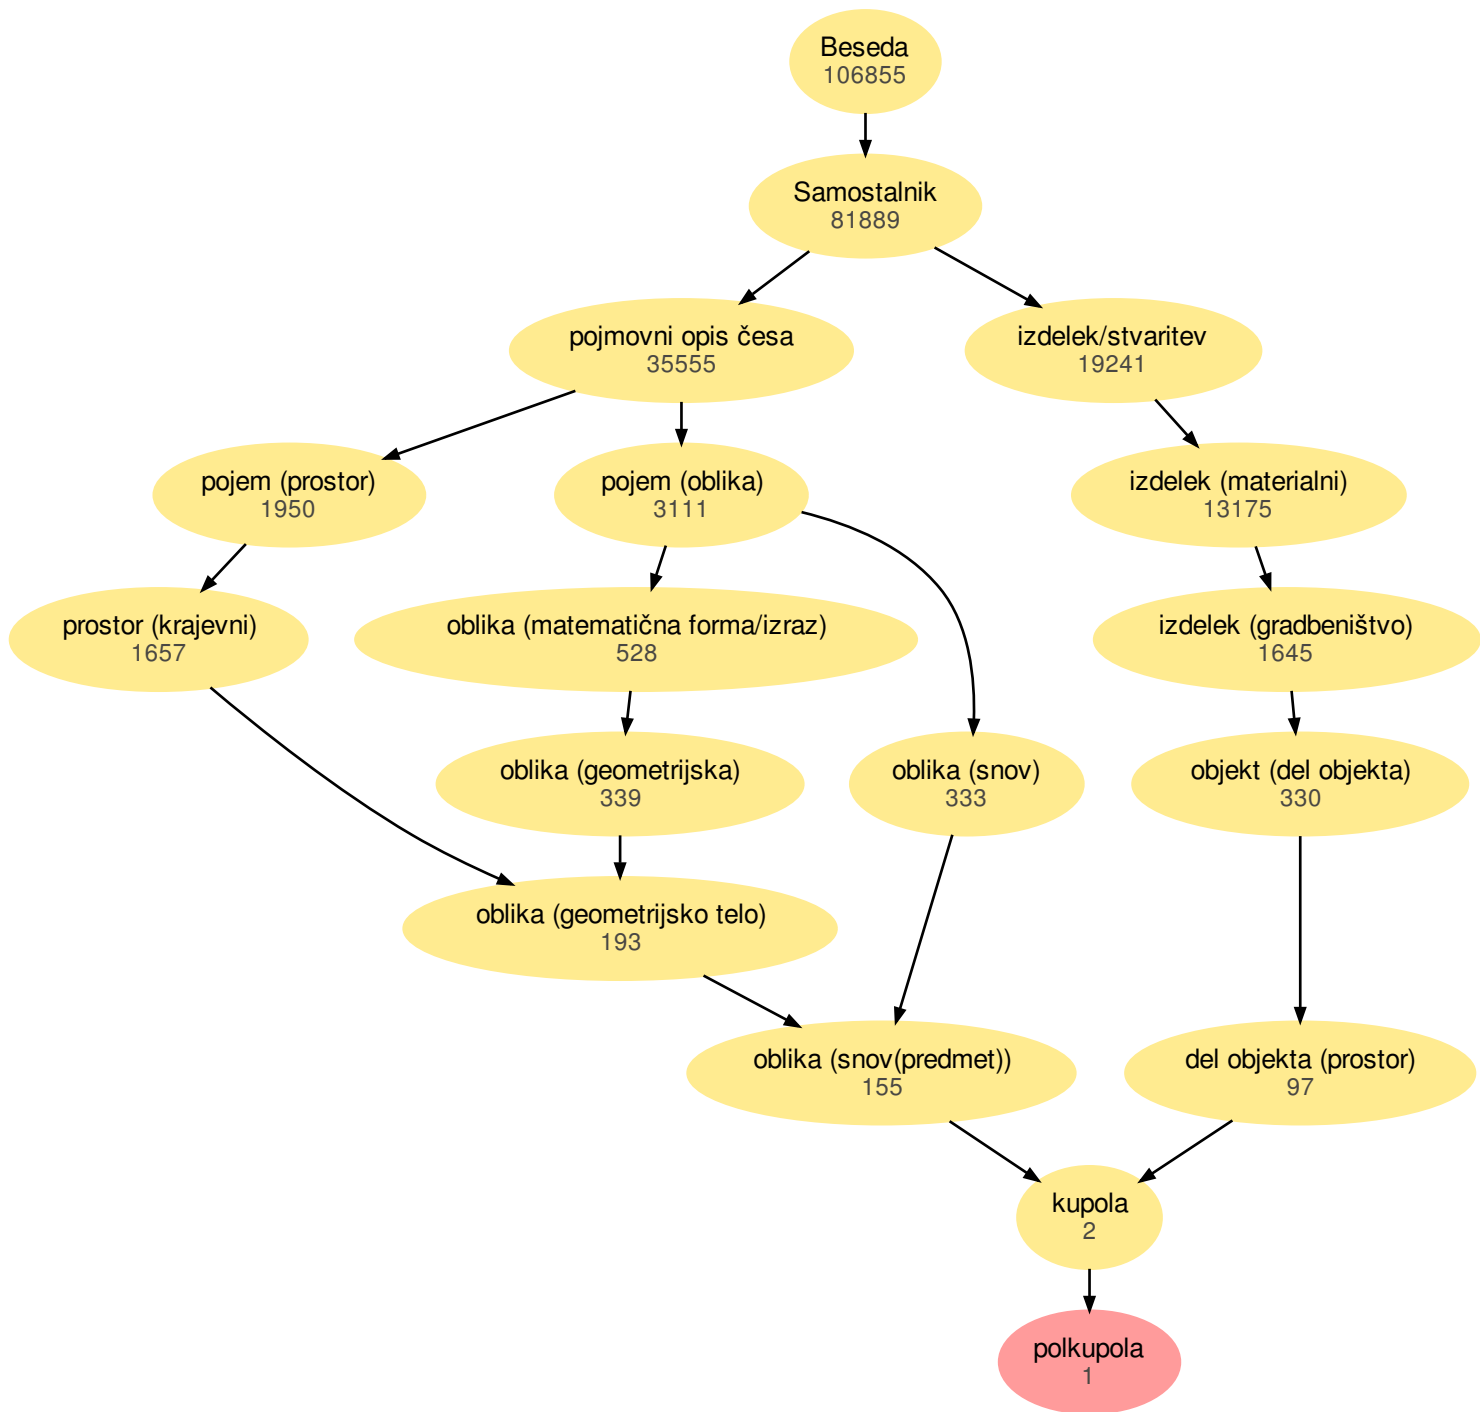 Beseda
106855
Samostalnik
81889
pojmovni opis česa
35555
izdelek/stvaritev
19241
pojem (prostor)
1950
pojem (oblika)
3111
izdelek (materialni)
13175
prostor (krajevni)
1657
oblika (matematična forma/izraz)
528
izdelek (gradbeništvo)
1645
oblika (geometrijska)
339
oblika (snov)
333
objekt (del objekta)
330
oblika (geometrijsko telo)
193
oblika (snov(predmet))
155
del objekta (prostor)
97
kupola
2
polkupola
1